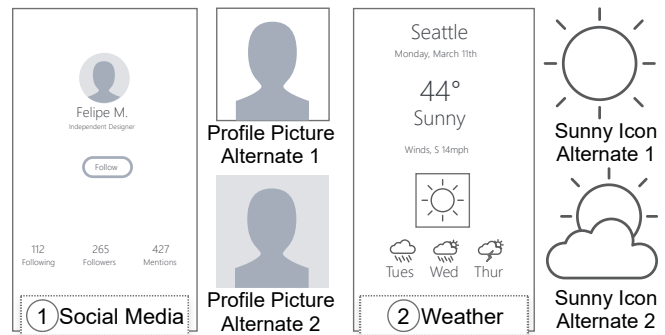 Felipe M.
Independent Designer
Follow
112
Following
265
Followers
427
Mentions
1 Social Media
Profile Picture
Alternate 1
Profile Picture
Alternate 2
Seattle
Monday, March 11th
44°
Sunny
Winds, S 14mph
Tues Wed Thur
2 Weather
Sunny Icon
Alternate 1
Sunny Icon
Alternate 2